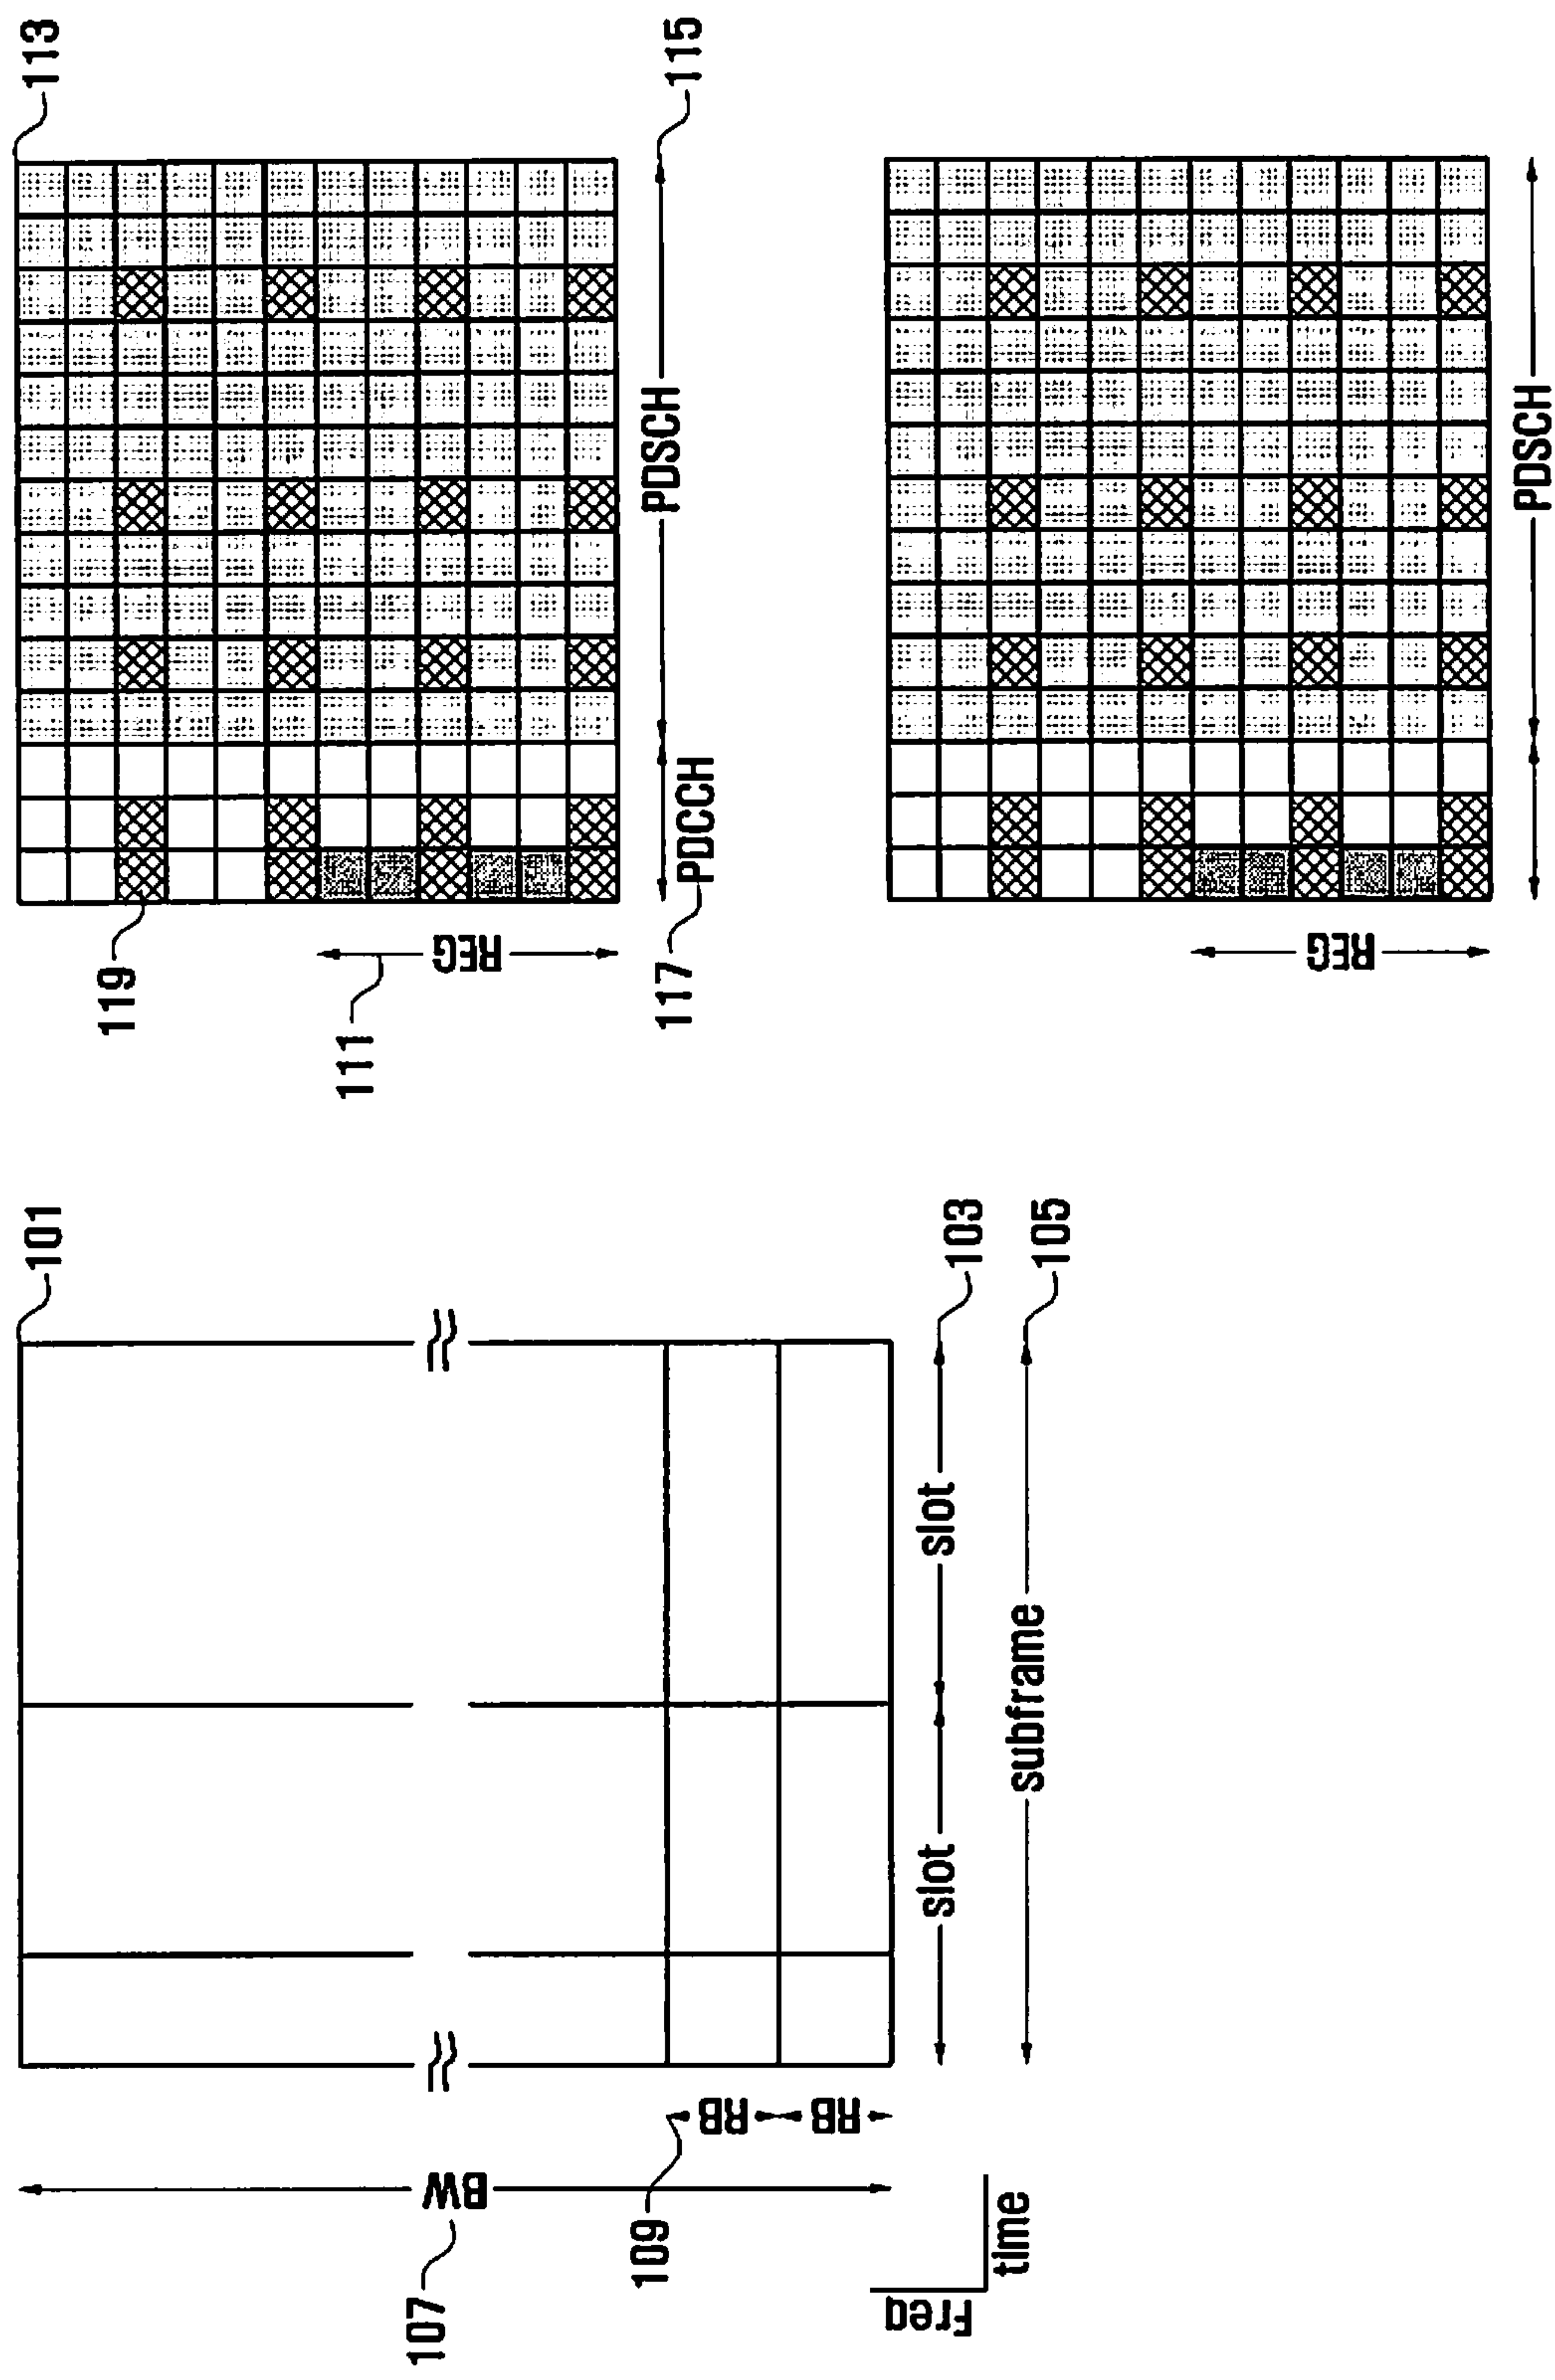 113
115
PDSCH
PDCCH
117
REG
119
111
PDSCH
REG
101
103
105
slot
slot
subframe
RB
RB
BW
109
107
Freq
time